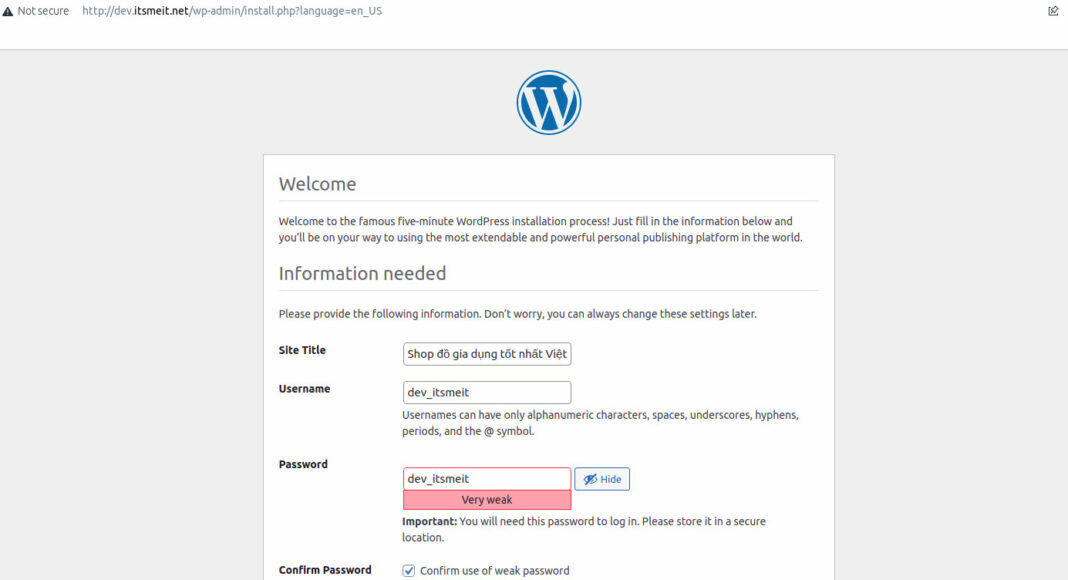 Not secure http://dev.itsmeit.net/wp-admin/install.php?language=en_US
Welcome
Welcome to the famous five-minute WordPress installation process! Just fill in the information below and
you’ll be on your way to using the most extendable and powerful personal publishing platform in the world.
Information needed
Please provide the following information. Don’t worry, you can always change these settings later.
Site Title
Shop đồ gia dụng tốt nhất Việt
Username
dev_itsmeit
Usernames can have only alphanumeric characters, spaces, underscores, hyphens,
periods, and the @ symbol.
Password
dev_itsmeit Hide
Very weak
Important: You will need this password to log in. Please store it in a secure
location.
Confirm Password
Confirm use of weak password